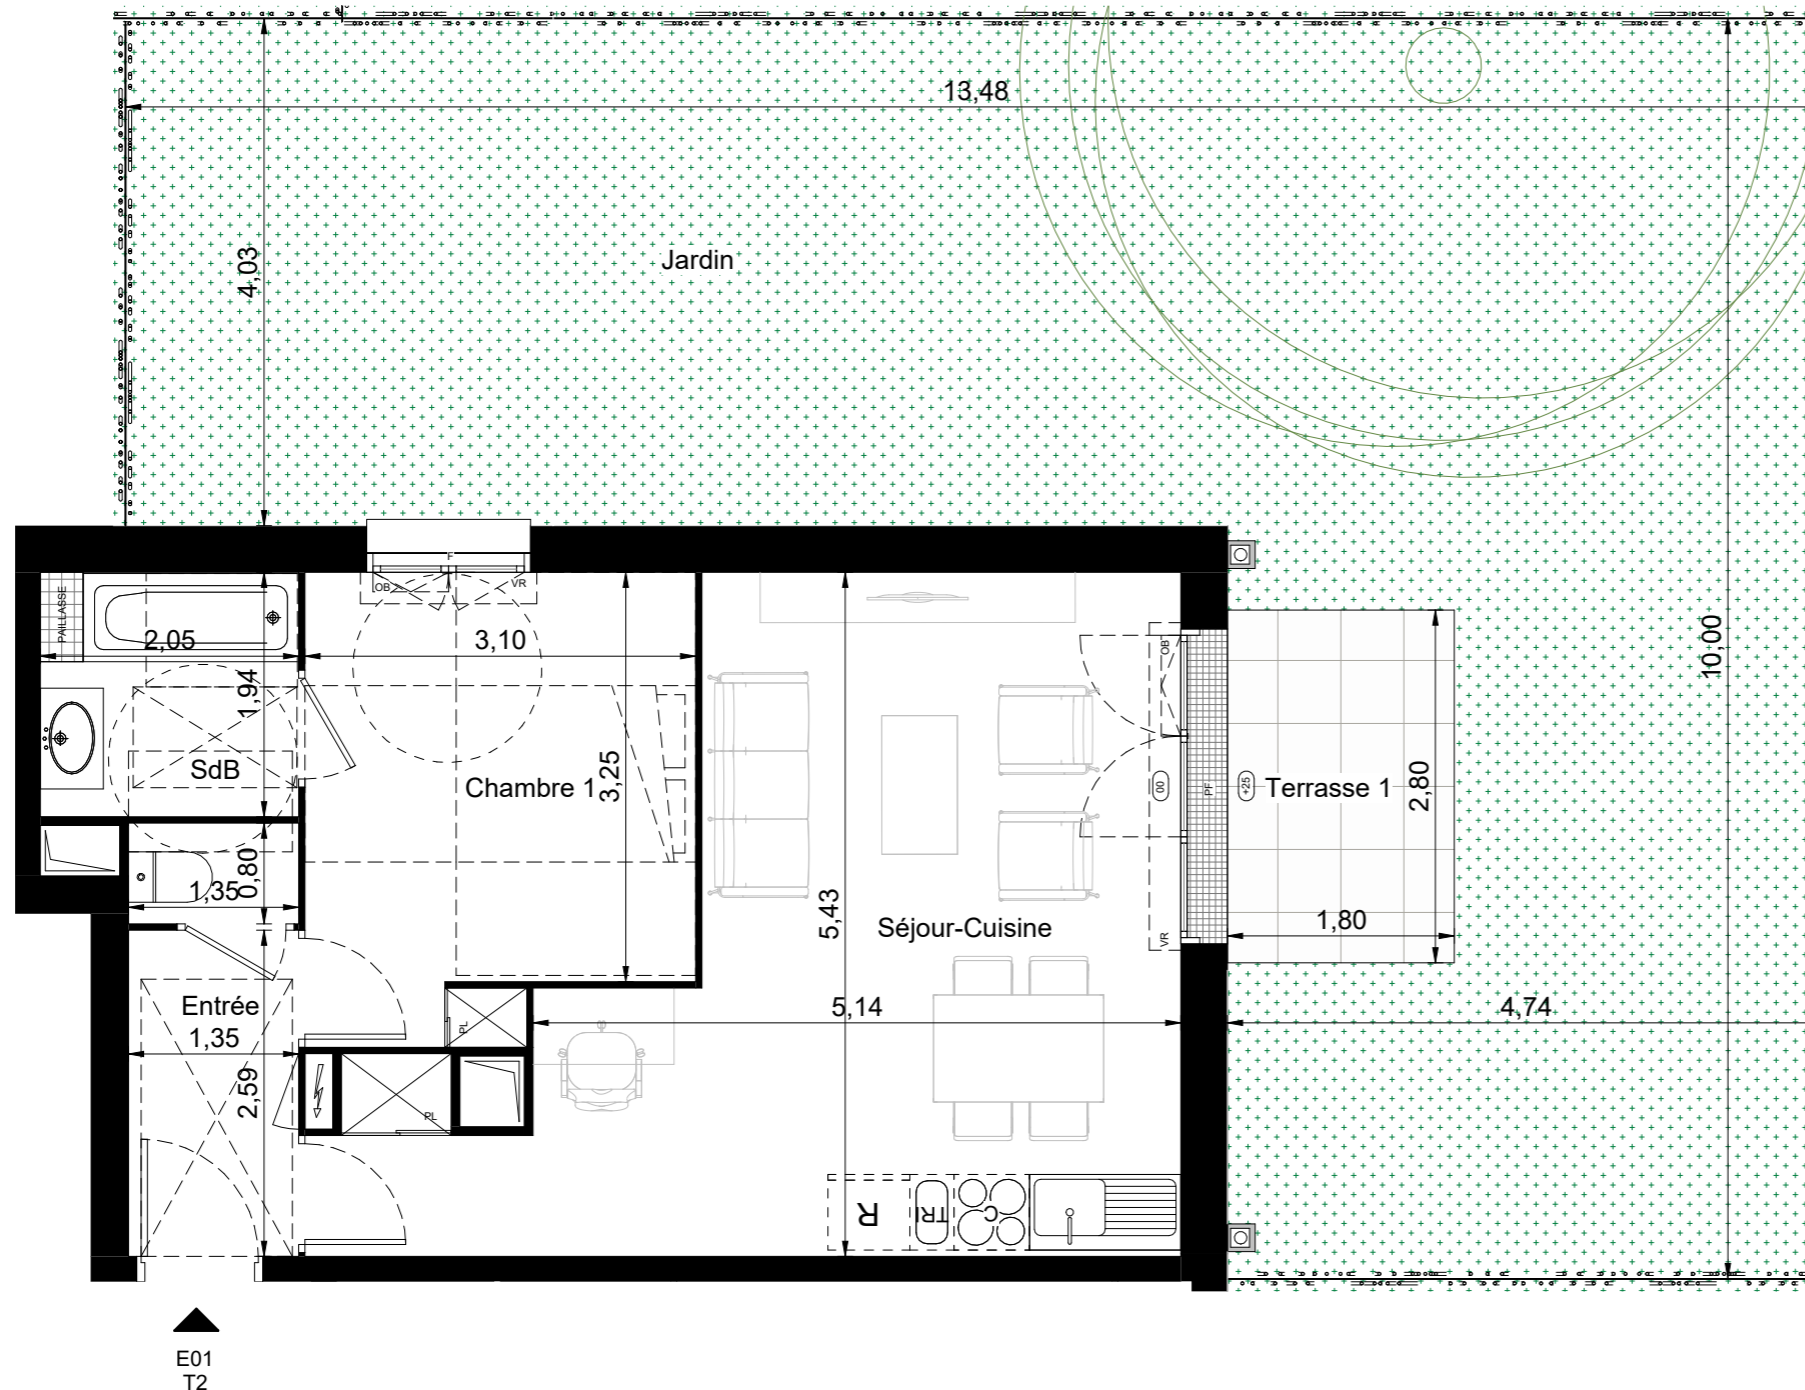 13,48
4,03
Jardin
10,00
F
OB
VR
PAILLASSE
2,05
3,10
1,94
OB
SdB
Chambre 1
3,25
00
PF
+25
Terrasse 1
2,80
0,80
1,35
5,43
Séjour-Cuisine
VR
1,80
Entrée
1,35
PL
5,14
4,74
2,59
PL
R
TRI
C
E01
T2